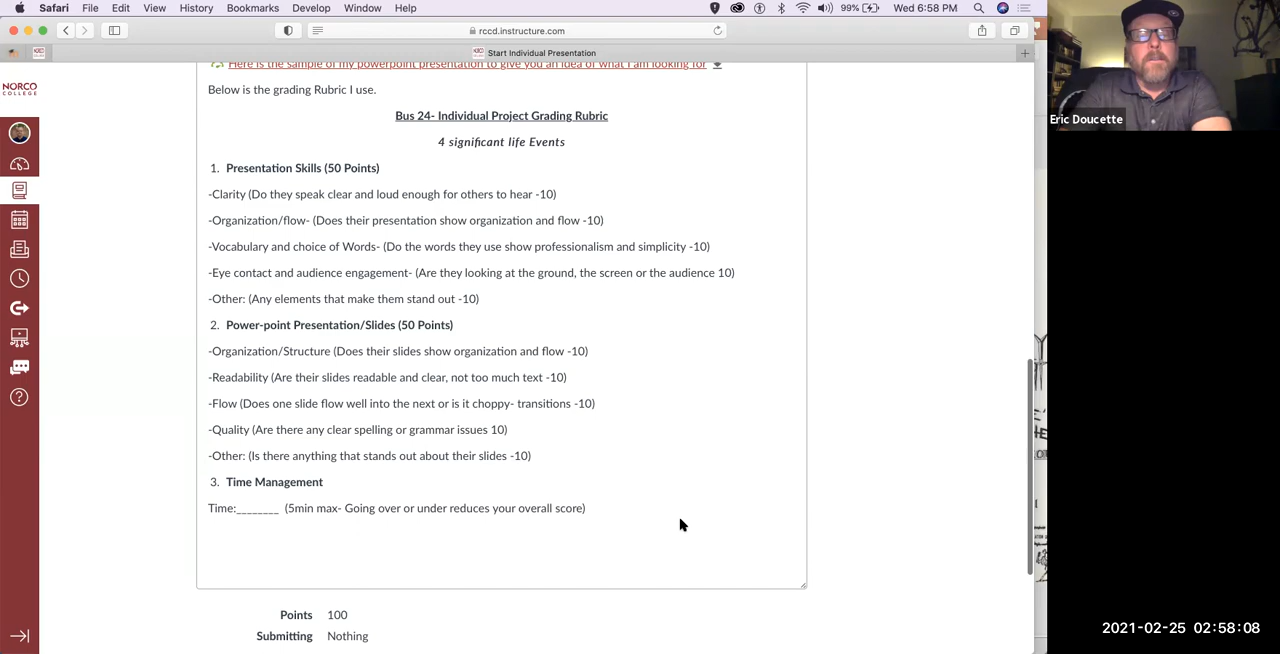 Safari File Edit View History Bookmarks Develop Window Help 99% Wed 6:58 PM
rccd.instructure.com
NORCO Start Individual Presentation
Here is the sample of my powerpoint presentation to give you an idea of what I am looking for
NORCO
COLLEGE
Below is the grading Rubric I use.
Bus 24- Individual Project Grading Rubric
4 significant life Events
1. Presentation Skills (50 Points)
-Clarity (Do they speak clear and loud enough for others to hear -10)
-Organization/flow- (Does their presentation show organization and flow -10)
-Vocabulary and choice of Words- (Do the words they use show professionalism and simplicity -10)
-Eye contact and audience engagement- (Are they looking at the ground, the screen or the audience 10)
-Other: (Any elements that make them stand out -10)
2. Power-point Presentation/Slides (50 Points)
-Organization/Structure (Does their slides show organization and flow -10)
-Readability (Are their slides readable and clear, not too much text -10)
-Flow (Does one slide flow well into the next or is it choppy- transitions -10)
-Quality (Are there any clear spelling or grammar issues 10)
-Other: (Is there anything that stands out about their slides -10)
3. Time Management
Time:________ (5min max- Going over or under reduces your overall score)
Points 100
Submitting Nothing
Eric Doucette
2021-02-25 02:58:08